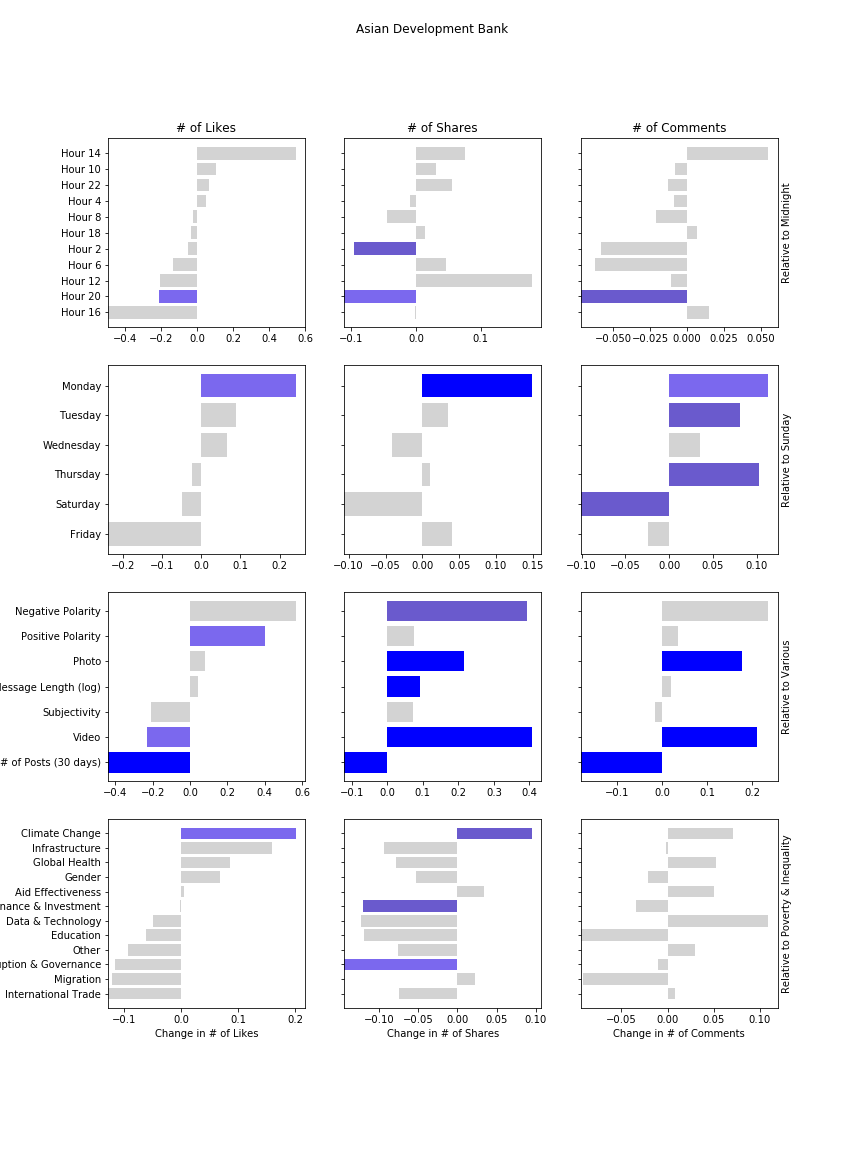 Asian Development Bank
# of Likes
# of Shares
# of Comments
Hour 14
Hour 10
Hour 22
Hour 4
Hour 8
Hour 18
Hour 2
Hour 6
Hour 12
Hour 20
Hour 16
−0.4 −0.2 0.0 0.2 0.4 0.6
−0.1 0.0 0.1
−0.050 −0.025 0.000 0.025 0.050
Relative to Midnight
Monday
Tuesday
Wednesday
Thursday
Saturday
Friday
−0.2 −0.1 0.0 0.1 0.2
−0.10 −0.05 0.00 0.05 0.10 0.15
−0.10 −0.05 0.00 0.05 0.10
Relative to Sunday
Negative Polarity
Positive Polarity
Photo
essage Length (log)
Subjectivity
Video
# of Posts (30 days)
−0.4 −0.2 0.0 0.2 0.4 0.6
−0.1 0.0 0.1 0.2 0.3 0.4
−0.1 0.0 0.1 0.2
Relative to Various
Climate Change
Infrastructure
Global Health
Gender
Aid Effectiveness
nance & Investment
Data & Technology
Education
Other
uption & Governance
Migration
International Trade
−0.1 0.0 0.1 0.2
−0.10 −0.05 0.00 0.05 0.10
−0.05 0.00 0.05 0.10
Relative to Poverty & Inequality
Change in # of Likes
Change in # of Shares
Change in # of Comments